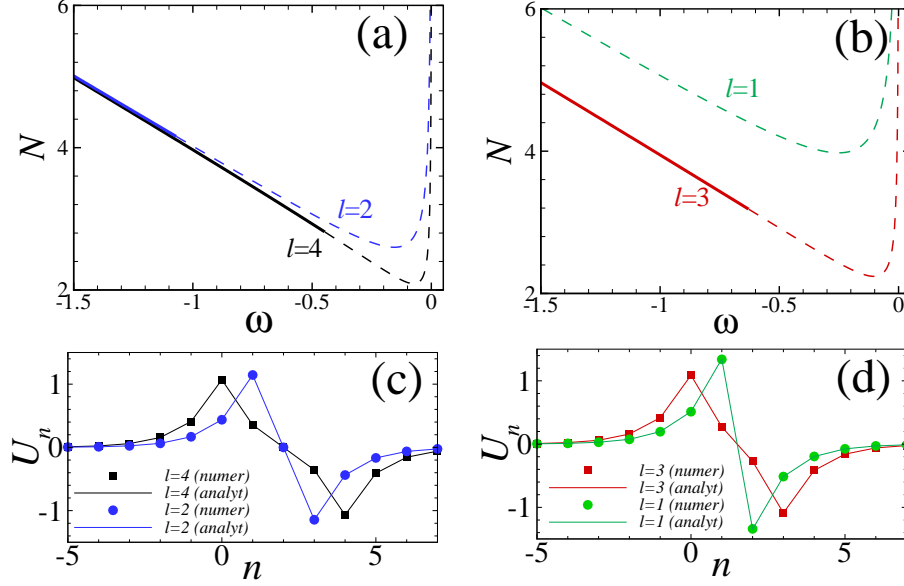 6
(a)
N
4
l=2
l=4
2
-1.5
-1
-0.5
0
ω
6
(b)
N
l=1
4
l=3
2
-1.5
-1
-0.5
0
ω
(c)
1
U_n
0
-1
l=4 (numer)
l=4 (analyt)
l=2 (numer)
l=2 (analyt)
-5
0
5
n
(d)
1
U_n
0
-1
l=3 (numer)
l=3 (analyt)
l=1 (numer)
l=1 (analyt)
-5
0
5
n